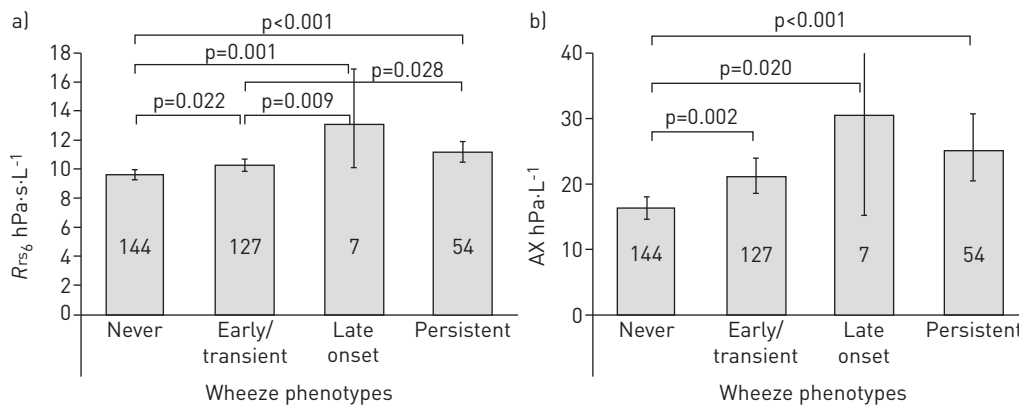 a)
p<0.001
p=0.001
p=0.028
p=0.022
p=0.009
18
16
14
12
10
8
6
4
2
0
Rrs6 hPa·s·L-1
144
127
7
54
Never
Early/
transient
Late
onset
Persistent
Wheeze phenotypes
b)
p<0.001
p=0.020
p=0.002
40
30
20
10
0
AX hPa·L-1
144
127
7
54
Never
Early/
transient
Late
onset
Persistent
Wheeze phenotypes